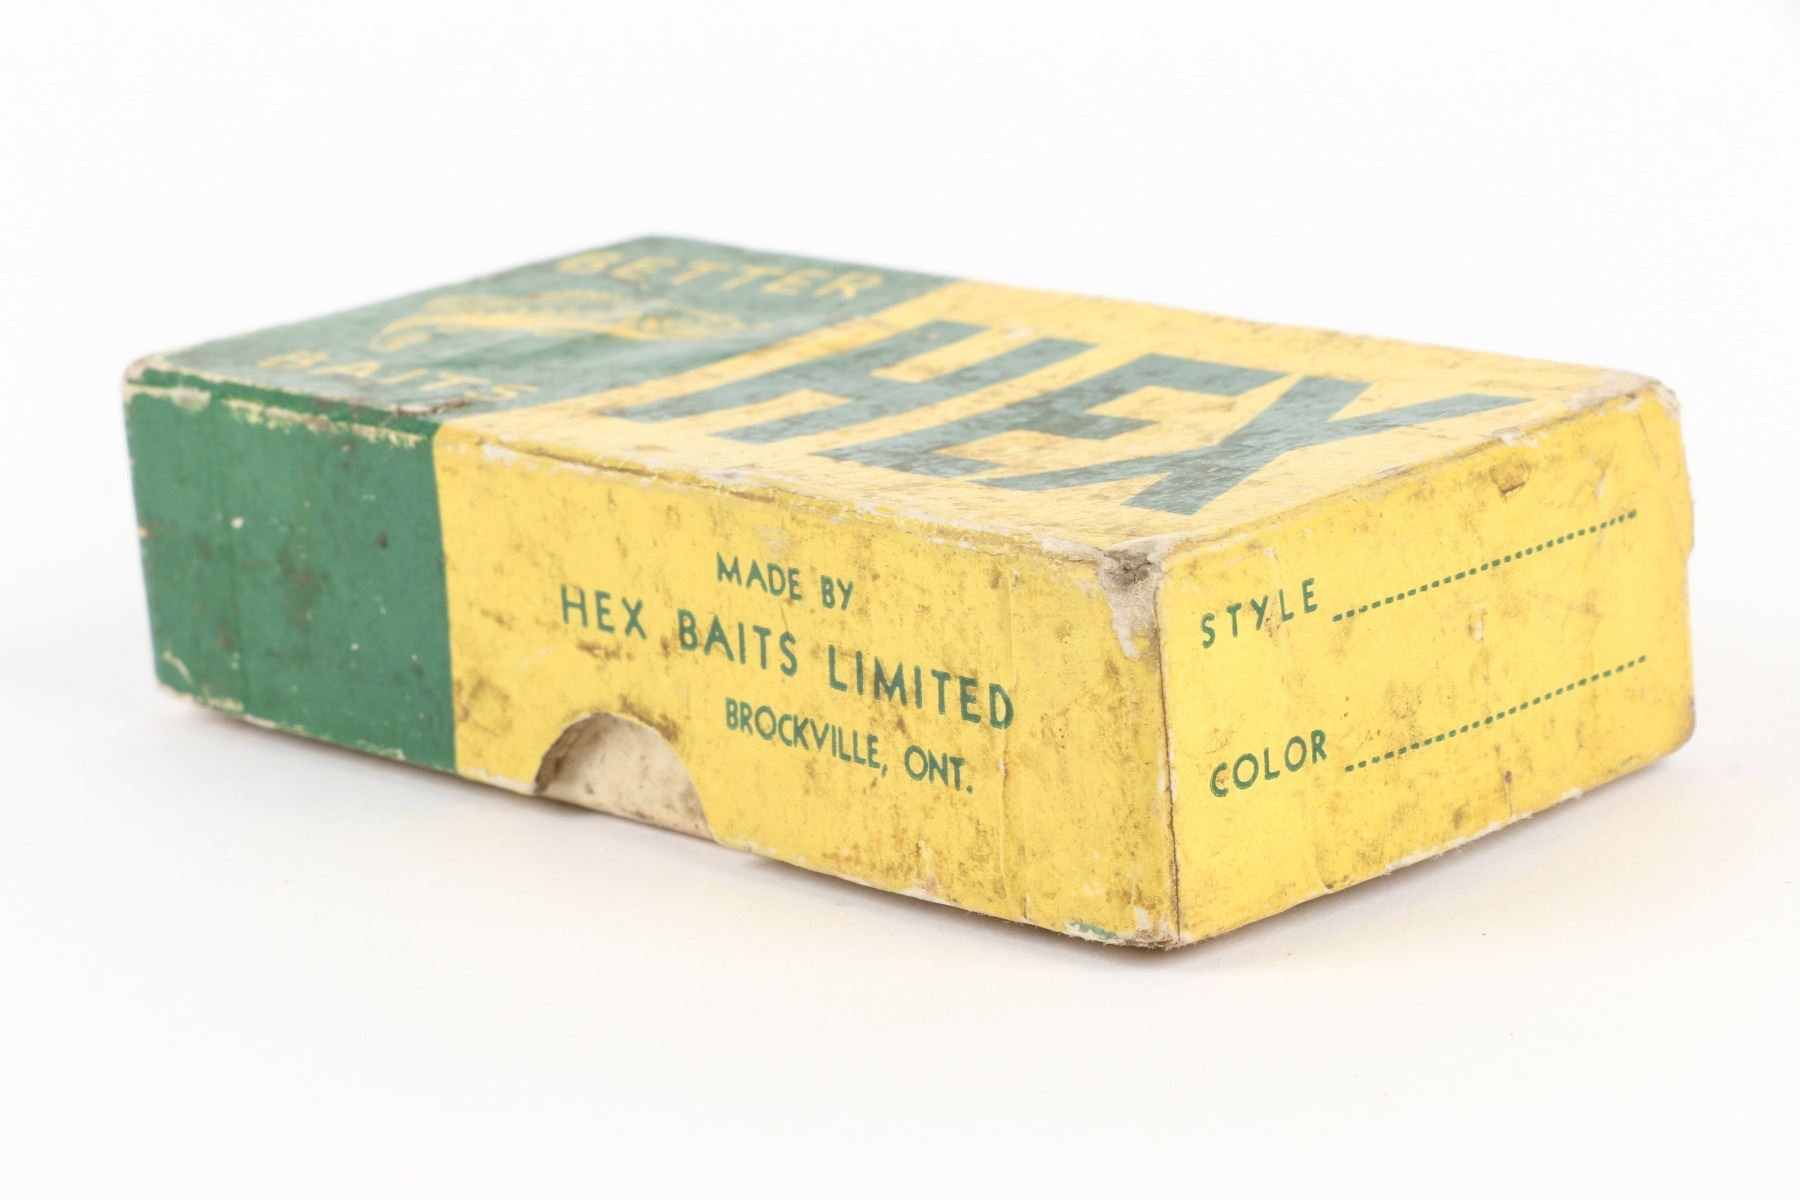 BETTER
BAITS
HEX
MADE BY
HEX BAITS LIMITED
BROCKVILLE, ONT.
STYLE
COLOR